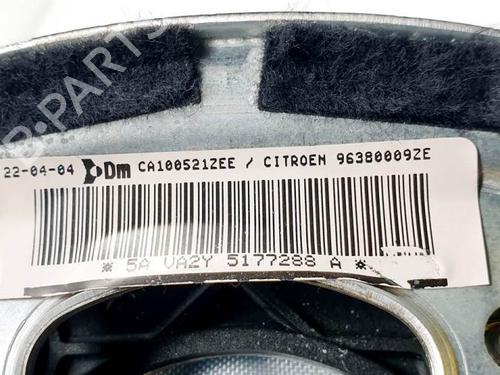 B-PARTS
22-04-04 Dm CA100521ZEE / CITROEN 96380009ZE
* 5A VA2Y 5177288 A *